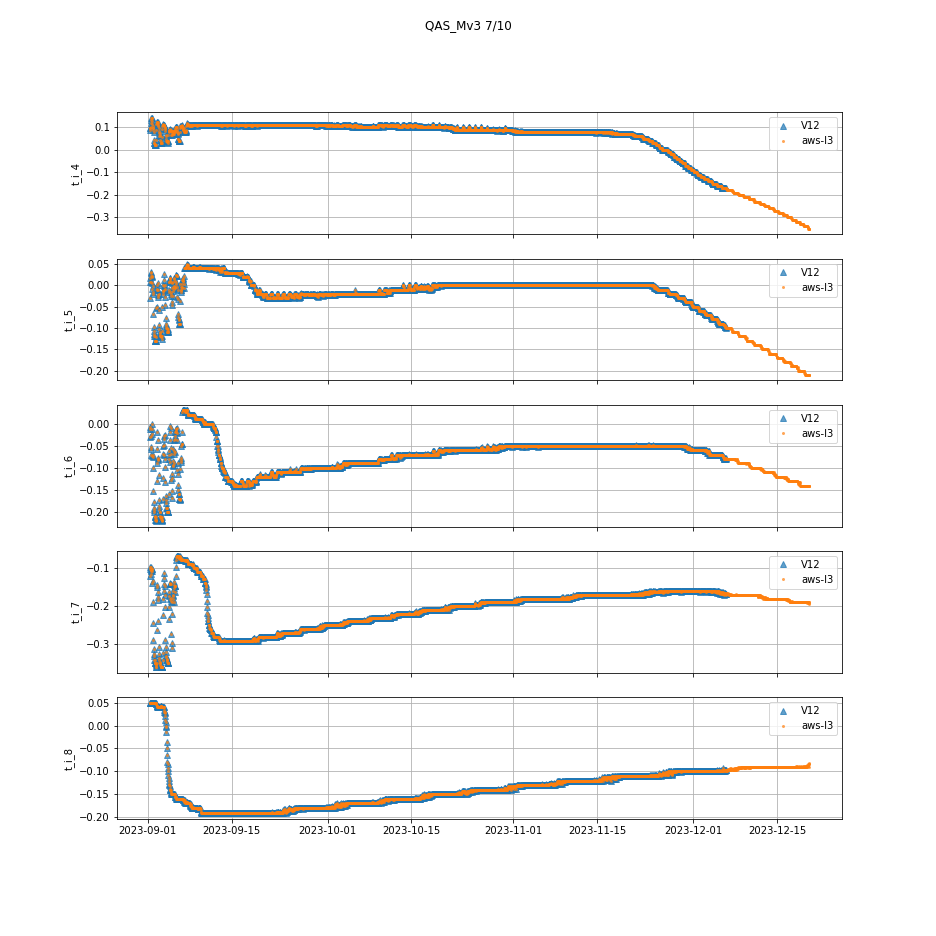 QAS_Mv3 7/10
0.1
0.0
−0.1
−0.2
−0.3
t_i_4
V12
aws-l3
0.05
0.00
−0.05
−0.10
−0.15
−0.20
t_i_5
V12
aws-l3
0.00
−0.05
−0.10
−0.15
−0.20
t_i_6
V12
aws-l3
−0.1
−0.2
−0.3
t_i_7
V12
aws-l3
0.05
0.00
−0.05
−0.10
−0.15
−0.20
t_i_8
V12
aws-l3
2023-09-01
2023-09-15
2023-10-01
2023-10-15
2023-11-01
2023-11-15
2023-12-01
2023-12-15